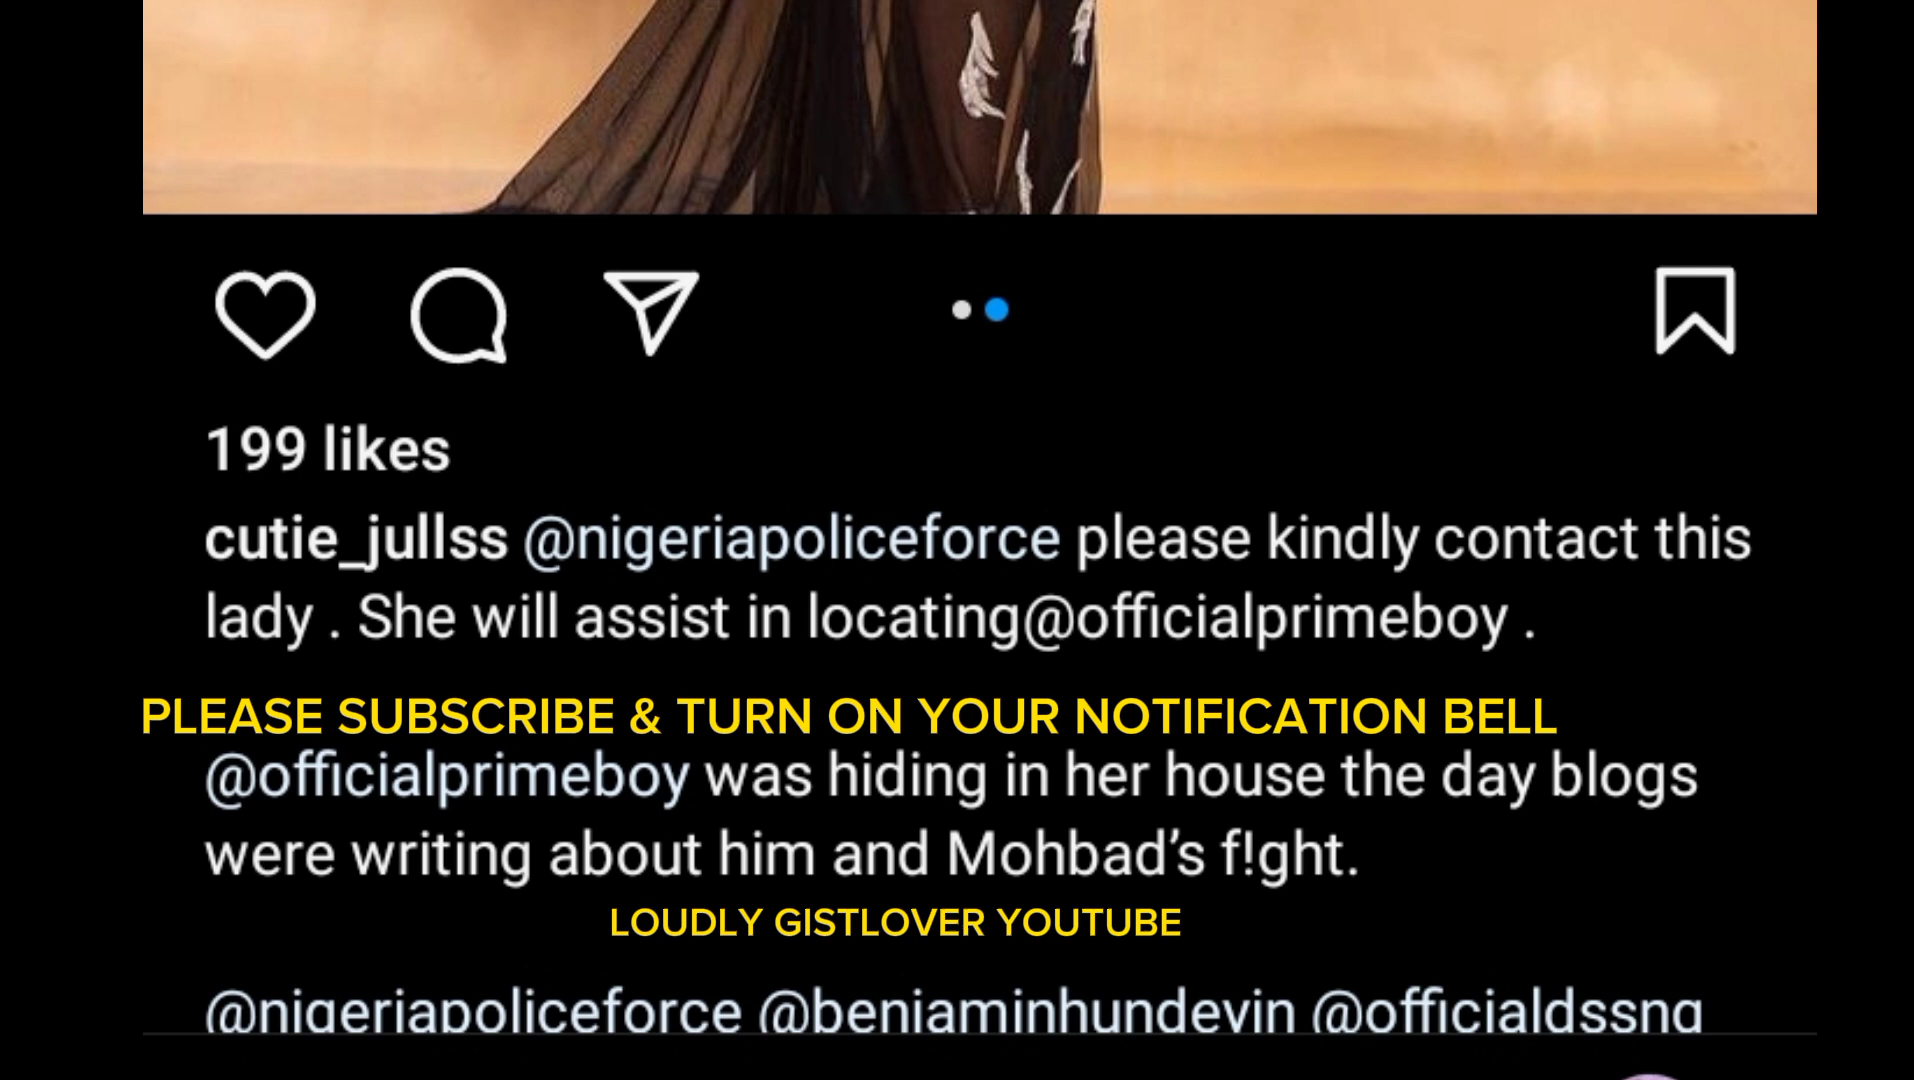 199 likes
cutie_jullss @nigeriapoliceforce please kindly contact this
lady . She will assist in locating@officialprimeboy .
PLEASE SUBSCRIBE & TURN ON YOUR NOTIFICATION BELL
@officialprimeboy was hiding in her house the day blogs
were writing about him and Mohbad’s f!ght.
LOUDLY GISTLOVER YOUTUBE
@nigeriapoliceforce @benjaminhundeyin @officialdssng